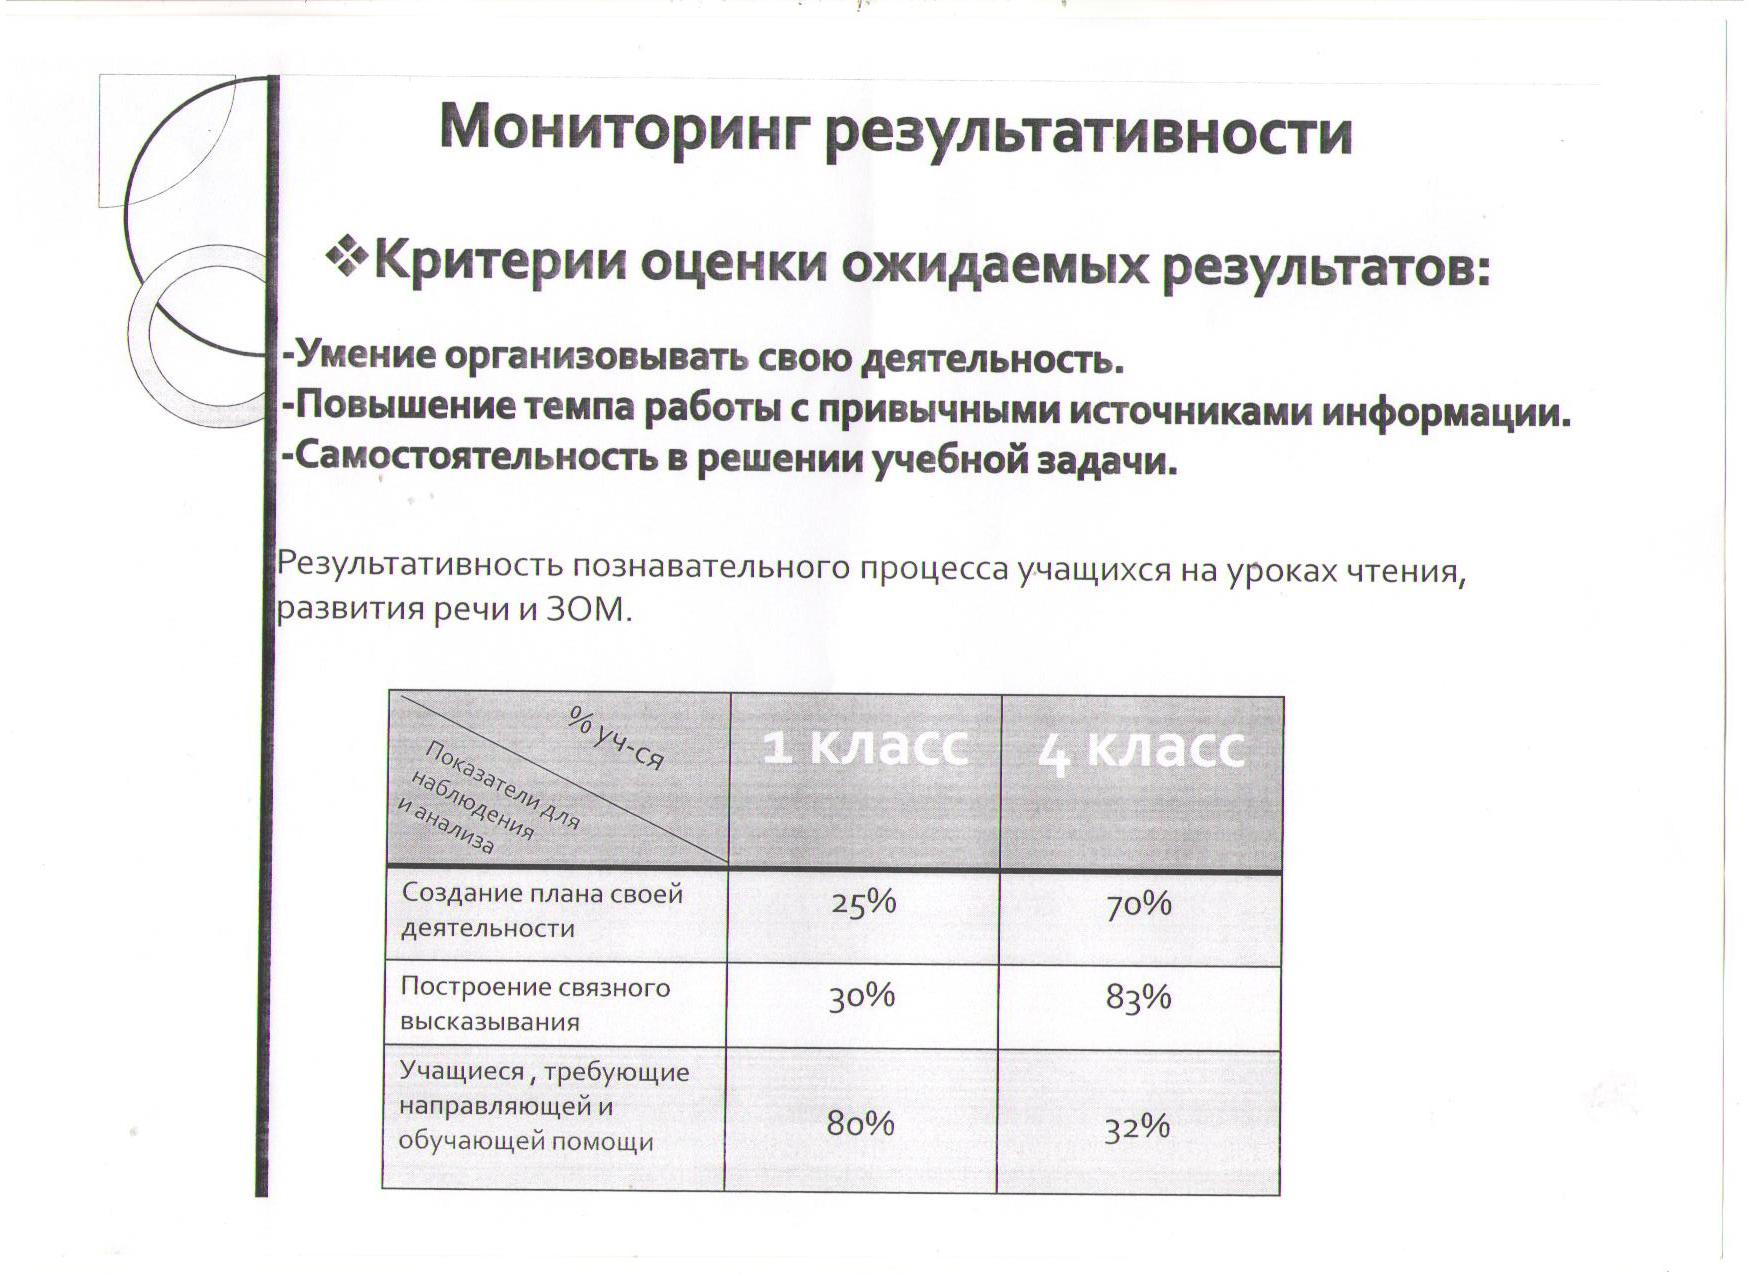 Мониторинг результативности
❖Критерии оценки ожидаемых результатов:
-Умение организовывать свою деятельность.
-Повышение темпа работы с привычными источниками информации.
-Самостоятельность в решении учебной задачи.
Результативность познавательного процесса учащихся на уроках чтения,
развития речи и ЗОМ.
% уч-ся
Показатели для
наблюдения
и анализа
1 класс
4 класс
Создание плана своей
деятельности
25%
70%
Построение связного
высказывания
30%
83%
Учащиеся , требующие
направляющей и
обучающей помощи
80%
32%